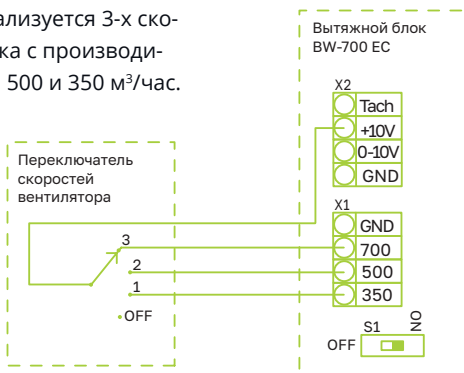 ализуется 3-х ско-
ка с производи-
500 и 350 м³/час.
Вытяжной блок
BW-700 EC
X2
Tach
+10V
0-10V
GND
Переключатель
скоростей
вентилятора
3
2
1
OFF
X1
GND
700
500
350
S1
OFF
ON